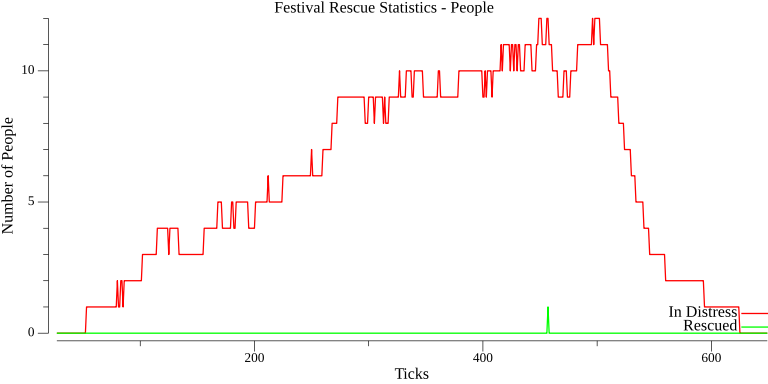 Festival Rescue Statistics - People
Number of People
10
5
0
In Distress
Rescued
200
400
600
Ticks